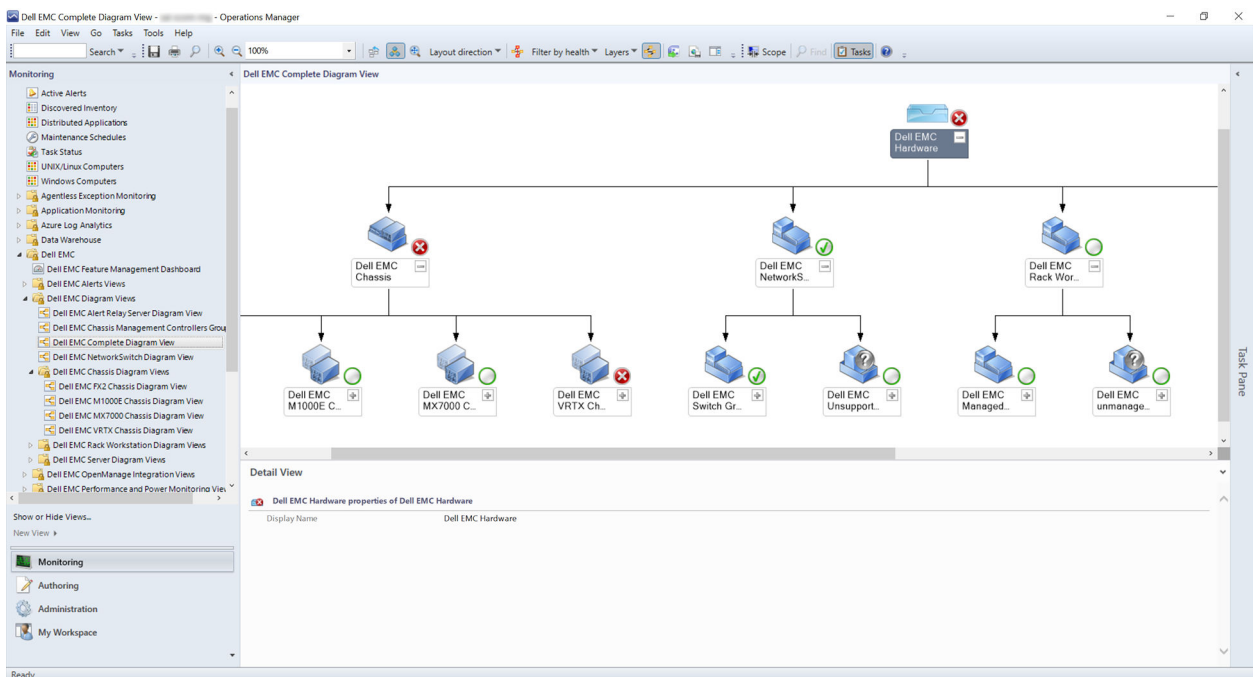 Dell EMC Complete Diagram View - - Operations Manager
File Edit View Go Tasks Tools Help
Search 100% Layout direction Filter by health Layers Scope Find Tasks
Monitoring
Active Alerts
Discovered Inventory
Distributed Applications
Maintenance Schedules
Task Status
UNIX/Linux Computers
Windows Computers
Agentless Exception Monitoring
Application Monitoring
Azure Log Analytics
Data Warehouse
Dell EMC
Dell EMC Feature Management Dashboard
Dell EMC Alerts Views
Dell EMC Diagram Views
Dell EMC Alert Relay Server Diagram View
Dell EMC Chassis Management Controllers Grou
Dell EMC Complete Diagram View
Dell EMC NetworkSwitch Diagram View
Dell EMC Chassis Diagram Views
Dell EMC FX2 Chassis Diagram View
Dell EMC M1000E Chassis Diagram View
Dell EMC MX7000 Chassis Diagram View
Dell EMC VRTX Chassis Diagram View
Dell EMC Rack Workstation Diagram Views
Dell EMC Server Diagram Views
Dell EMC OpenManage Integration Views
Dell EMC Performance and Power Monitoring Viev
Show or Hide Views...
New View
Monitoring
Authoring
Administration
My Workspace
Ready
Dell EMC Complete Diagram View
Dell EMC
Hardware
Dell EMC
Chassis
Dell EMC
NetworkS...
Dell EMC
Rack Wor...
Dell EMC
M1000E C...
Dell EMC
MX7000 C...
Dell EMC
VRTX Ch...
Dell EMC
Switch Gr...
Dell EMC
Unsupport...
Dell EMC
Managed...
Dell EMC
unmanage...
Detail View
Dell EMC Hardware properties of Dell EMC Hardware
Display Name Dell EMC Hardware
Task Pane